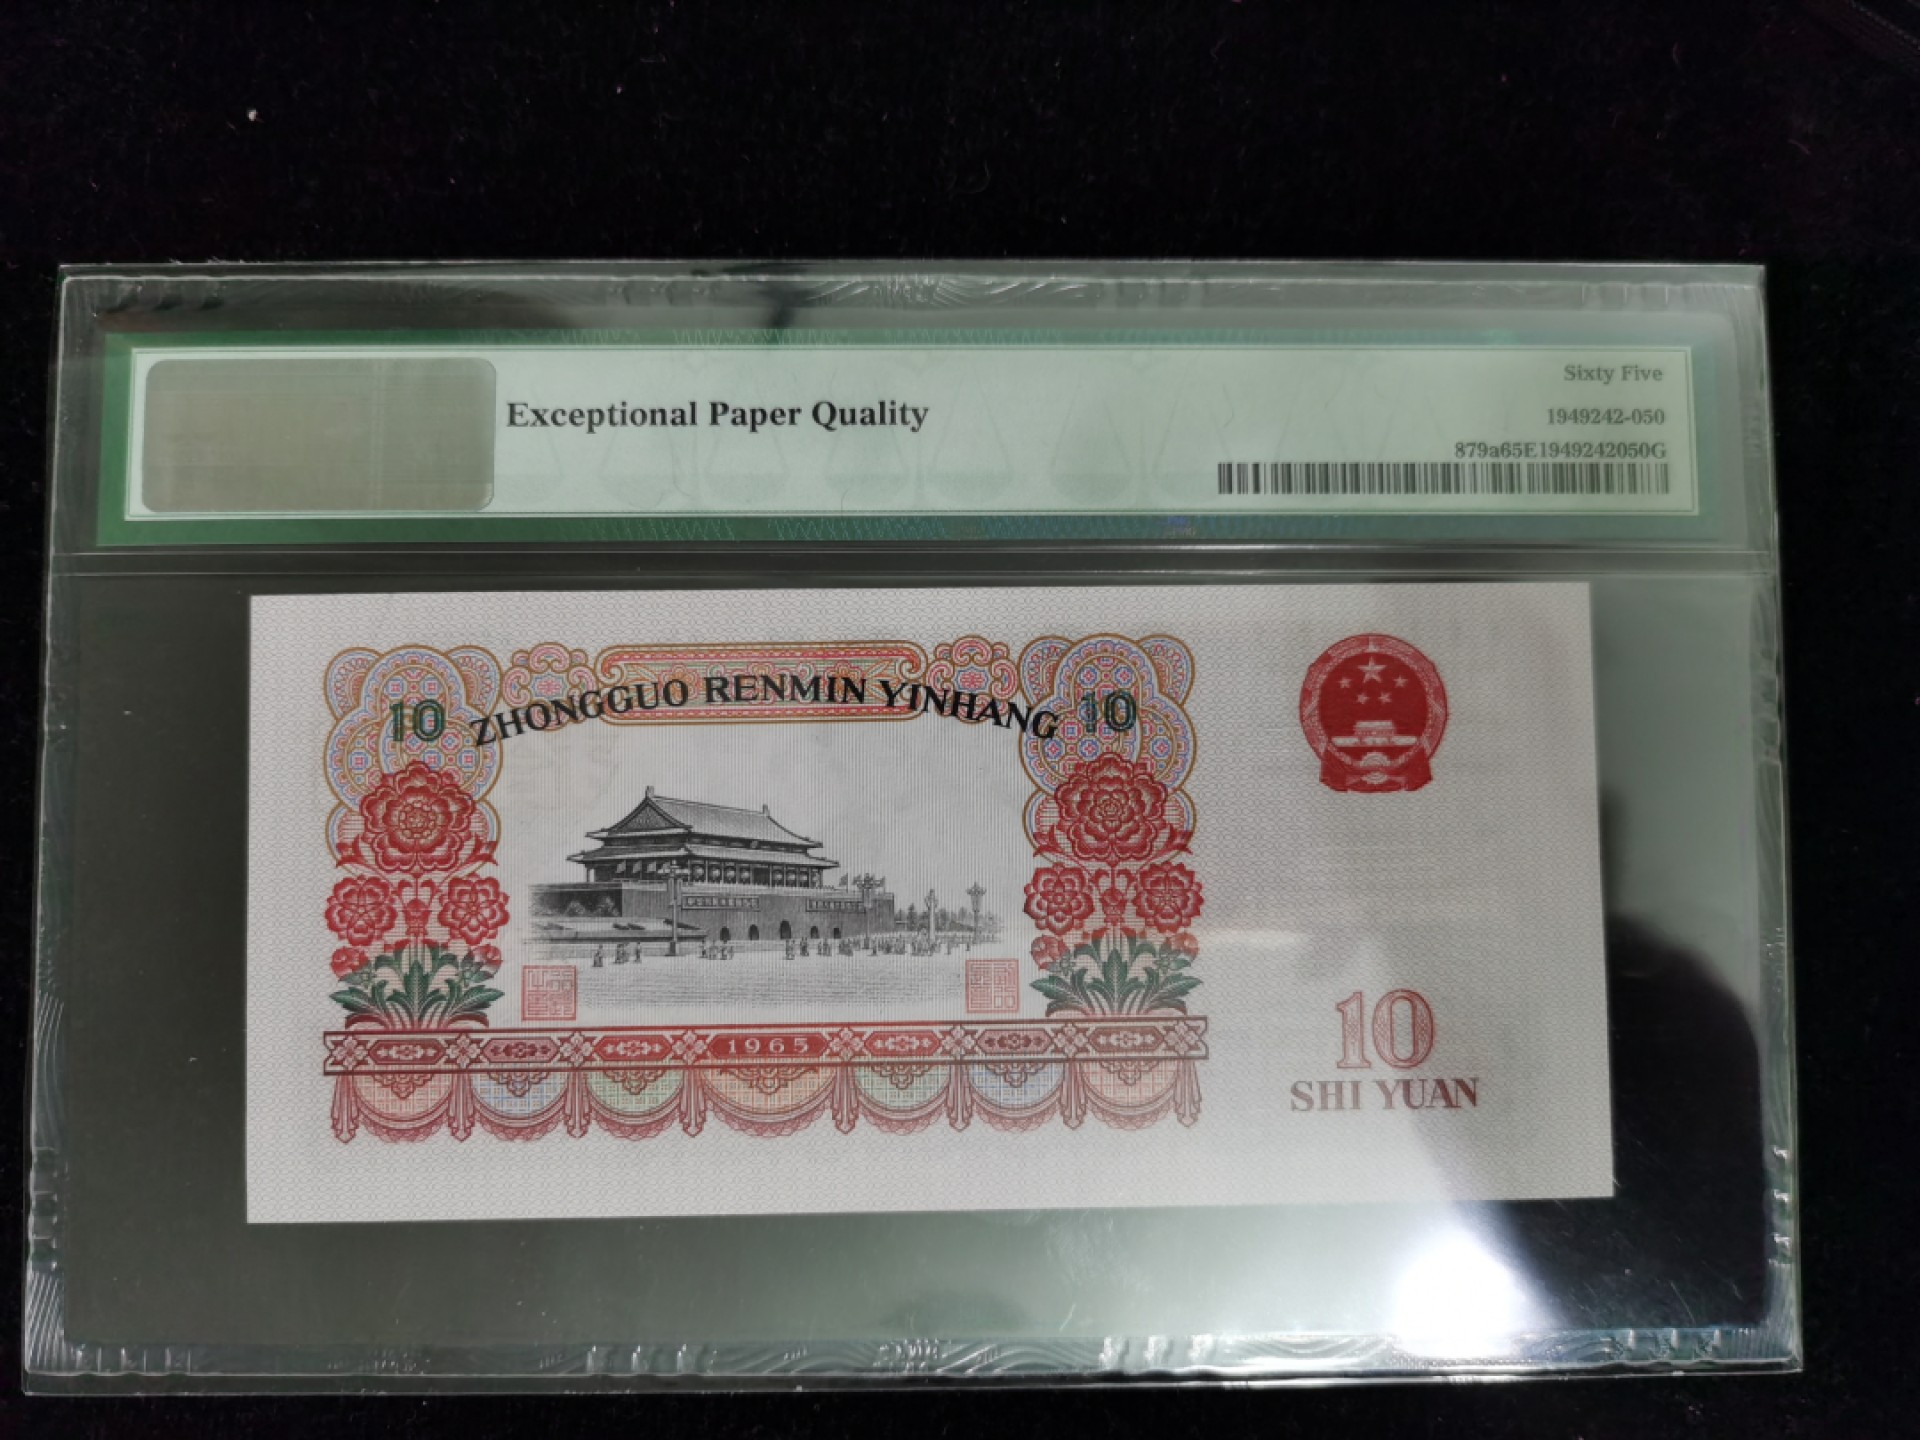 Exceptional Paper Quality
Sixty Five
1949242-050
879a65E1949242050G
ZHONGGUO RENMIN YINHANG
10
10
1965
10
SHI YUAN